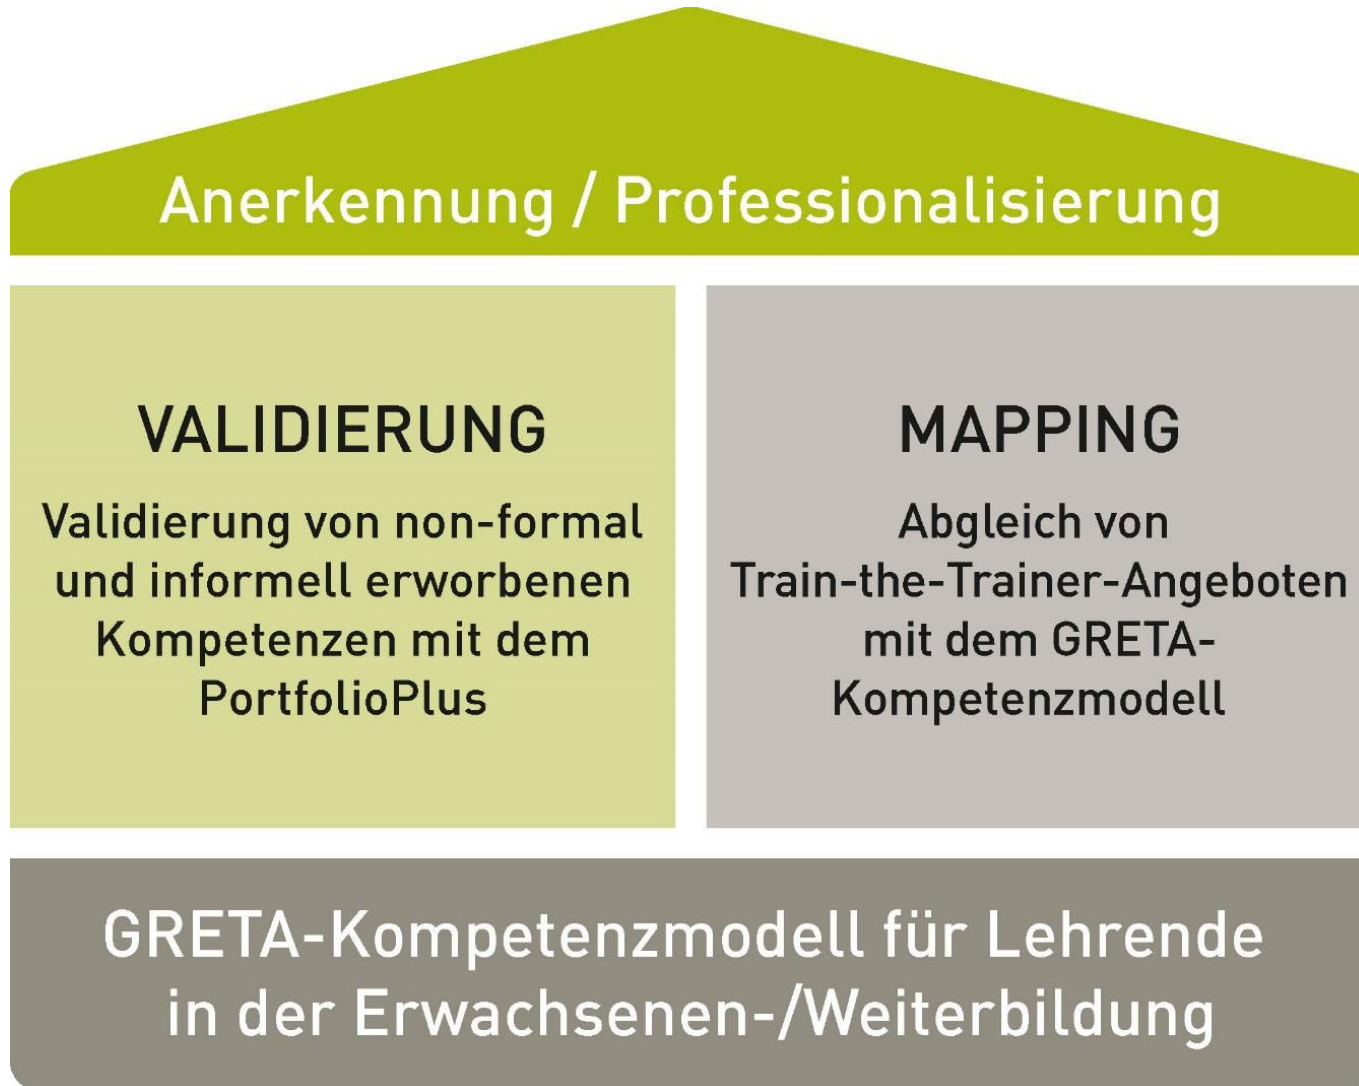 Anerkennung / Professionalisierung
VALIDIERUNG
Validierung von non-formal
und informell erworbenen
Kompetenzen mit dem
PortfolioPlus
MAPPING
Abgleich von
Train-the-Trainer-Angeboten
mit dem GRETA-
Kompetenzmodell
GRETA-Kompetenzmodell für Lehrende
in der Erwachsenen-/Weiterbildung